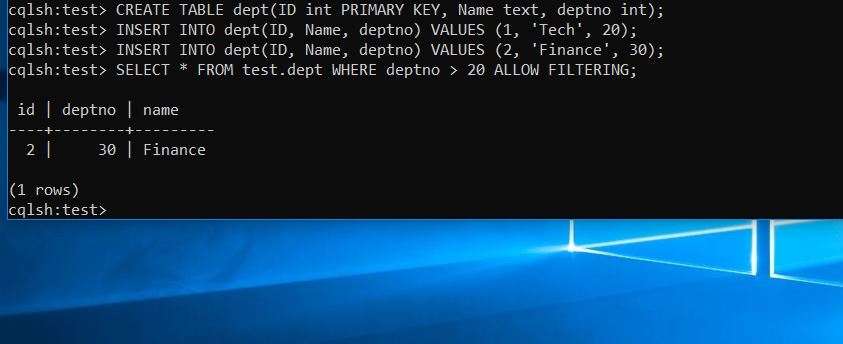 cqlsh:test> CREATE TABLE dept(ID int PRIMARY KEY, Name text, deptno int);
cqlsh:test> INSERT INTO dept(ID, Name, deptno) VALUES (1, 'Tech', 20);
cqlsh:test> INSERT INTO dept(ID, Name, deptno) VALUES (2, 'Finance', 30);
cqlsh:test> SELECT * FROM test.dept WHERE deptno > 20 ALLOW FILTERING;
 id | deptno | name
----+--------+---------
  2 |     30 | Finance
(1 rows)
cqlsh:test>